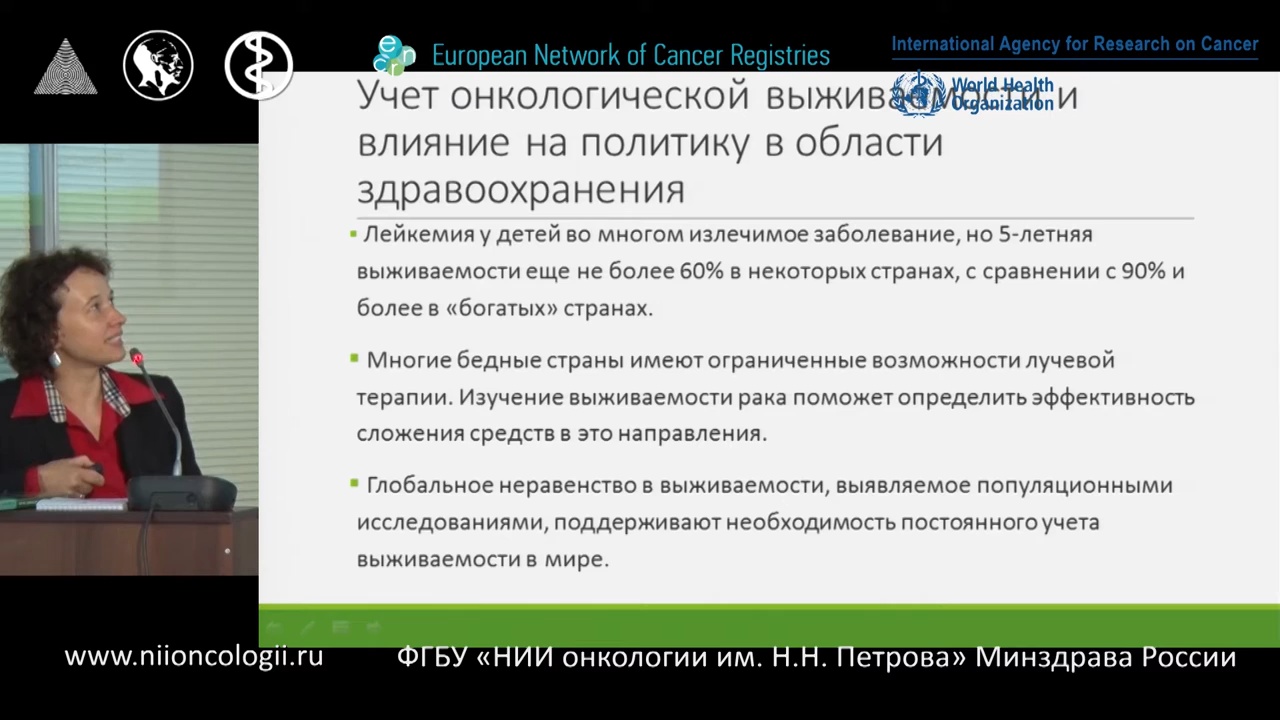 European Network of Cancer Registries
International Agency for Research on Cancer
World Health
Organization
Учет онкологической выживаемости и
влияние на политику в области
здравоохранения
Лейкемия у детей во многом излечимое заболевание, но 5-летняя
выживаемости еще не более 60% в некоторых странах, с сравнении с 90% и
более в «богатых» странах.
Многие бедные страны имеют ограниченные возможности лучевой
терапии. Изучение выживаемости рака поможет определить эффективность
сложения средств в это направления.
Глобальное неравенство в выживаемости, выявляемое популяционными
исследованиями, поддерживают необходимость постоянного учета
выживаемости в мире.
www.niioncologii.ru
ФГБУ «НИИ онкологии им. Н.Н. Петрова» Минздрава России